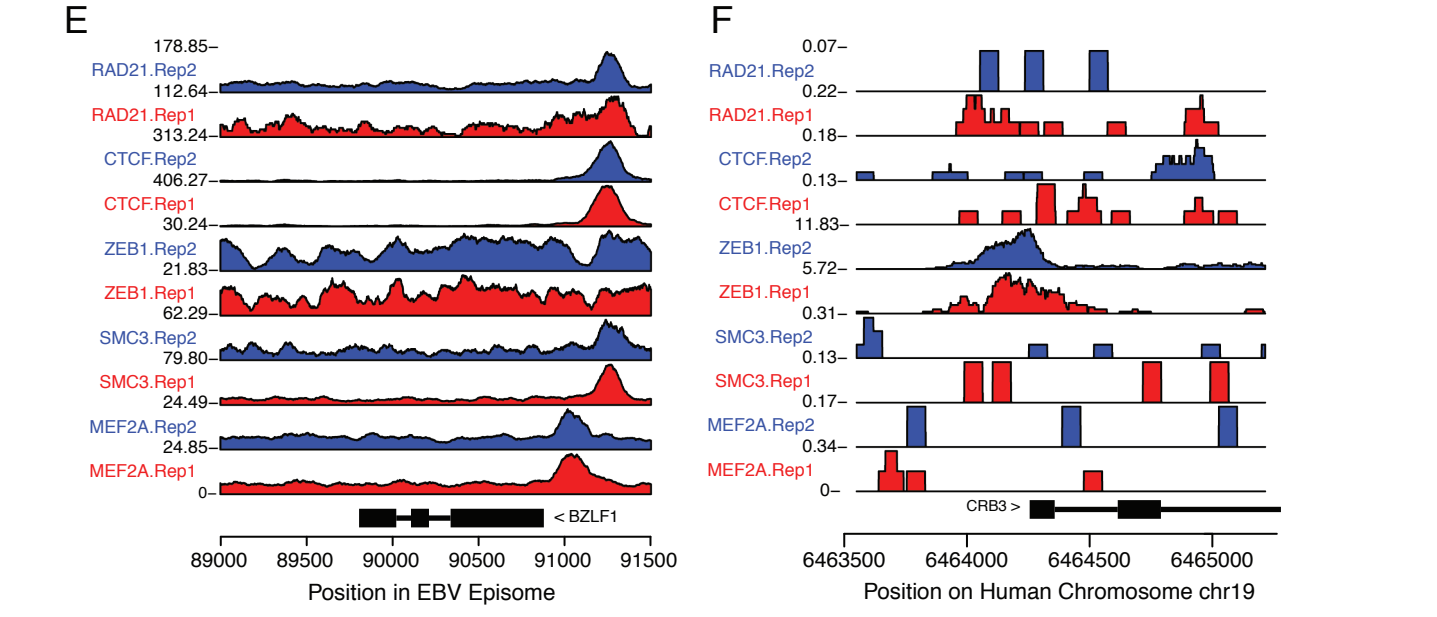 E
178.85–
RAD21.Rep2
112.64–
RAD21.Rep1
313.24–
CTCF.Rep2
406.27–
CTCF.Rep1
30.24–
ZEB1.Rep2
21.83–
ZEB1.Rep1
62.29–
SMC3.Rep2
79.80–
SMC3.Rep1
24.49–
MEF2A.Rep2
24.85–
MEF2A.Rep1
0–
< BZLF1
89000 89500 90000 90500 91000 91500
Position in EBV Episome
F
0.07–
RAD21.Rep2
0.22–
RAD21.Rep1
0.18–
CTCF.Rep2
0.13–
CTCF.Rep1
11.83–
ZEB1.Rep2
5.72–
ZEB1.Rep1
0.31–
SMC3.Rep2
0.13–
SMC3.Rep1
0.17–
MEF2A.Rep2
0.34–
MEF2A.Rep1
0–
CRB3 >
6463500 6464000 6464500 6465000
Position on Human Chromosome chr19